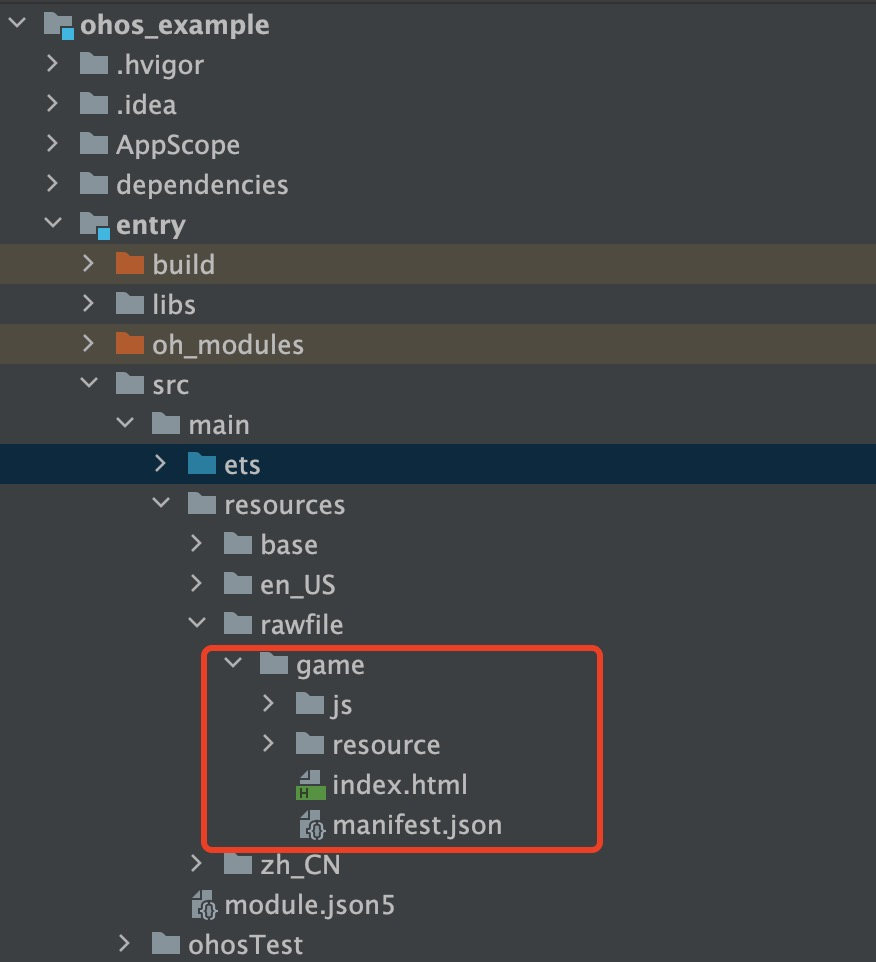 ohos_example
.hvigor
.idea
AppScope
dependencies
entry
build
libs
oh_modules
src
main
ets
resources
base
en_US
rawfile
game
js
resource
index.html
manifest.json
zh_CN
module.json5
ohosTest